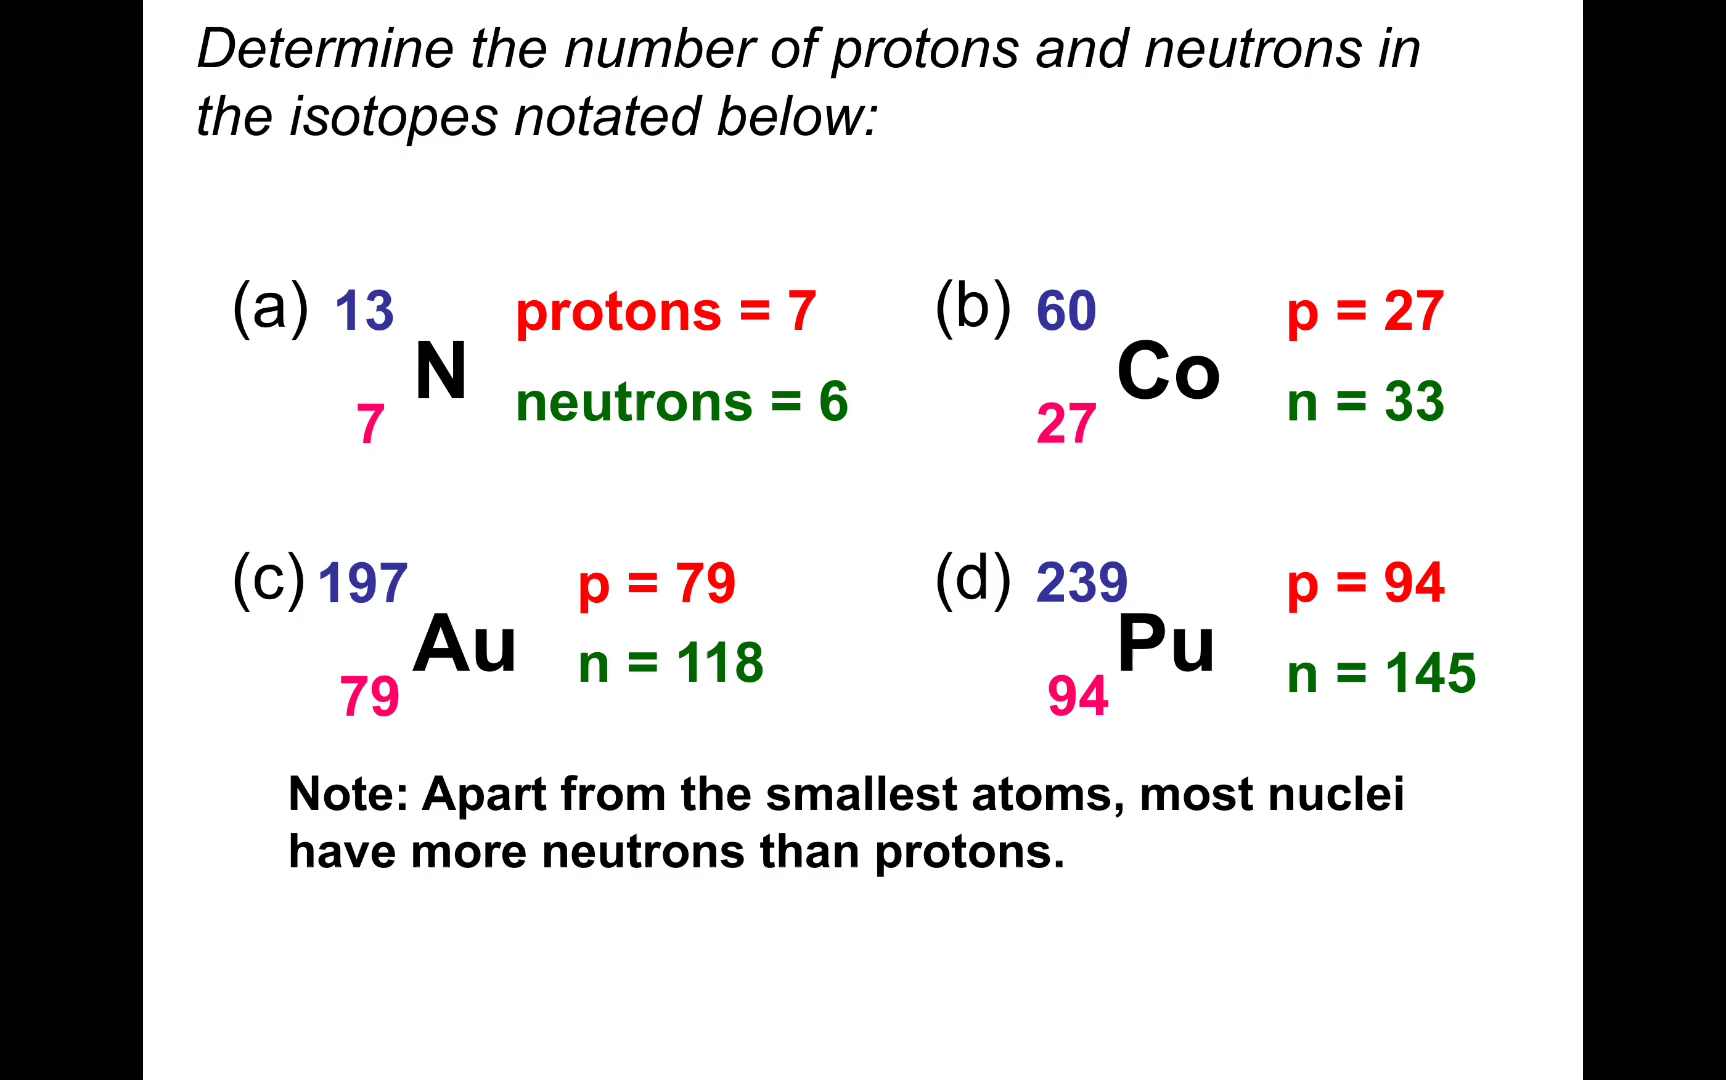 Determine the number of protons and neutrons in
the isotopes notated below:
(a) 13
7
N
protons = 7
neutrons = 6
(b) 60
27
Co
p = 27
n = 33
(c) 197
79
Au
p = 79
n = 118
(d) 239
94
Pu
p = 94
n = 145
Note: Apart from the smallest atoms, most nuclei
have more neutrons than protons.